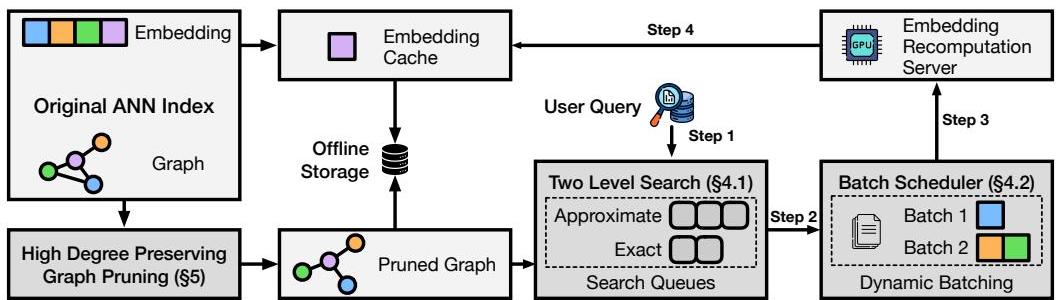 Embedding
Original ANN Index
Graph
High Degree Preserving
Graph Pruning (§5)
Embedding
Cache
Offline
Storage
Pruned Graph
Step 4
User Query
Step 1
Two Level Search (§4.1)
Approximate
Exact
Search Queues
Step 2
Embedding
Recomputation
Server
GPU
Step 3
Batch Scheduler (§4.2)
Batch 1
Batch 2
Dynamic Batching